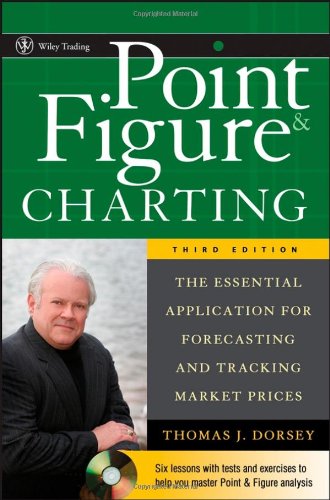 Wiley Trading
Point
Figure &
CHARTING
THIRD EDITION
THE ESSENTIAL
APPLICATION FOR
FORECASTING
AND TRACKING
MARKET PRICES
THOMAS J. DORSEY
Six lessons with tests and exercises to
help you master Point & Figure analysis